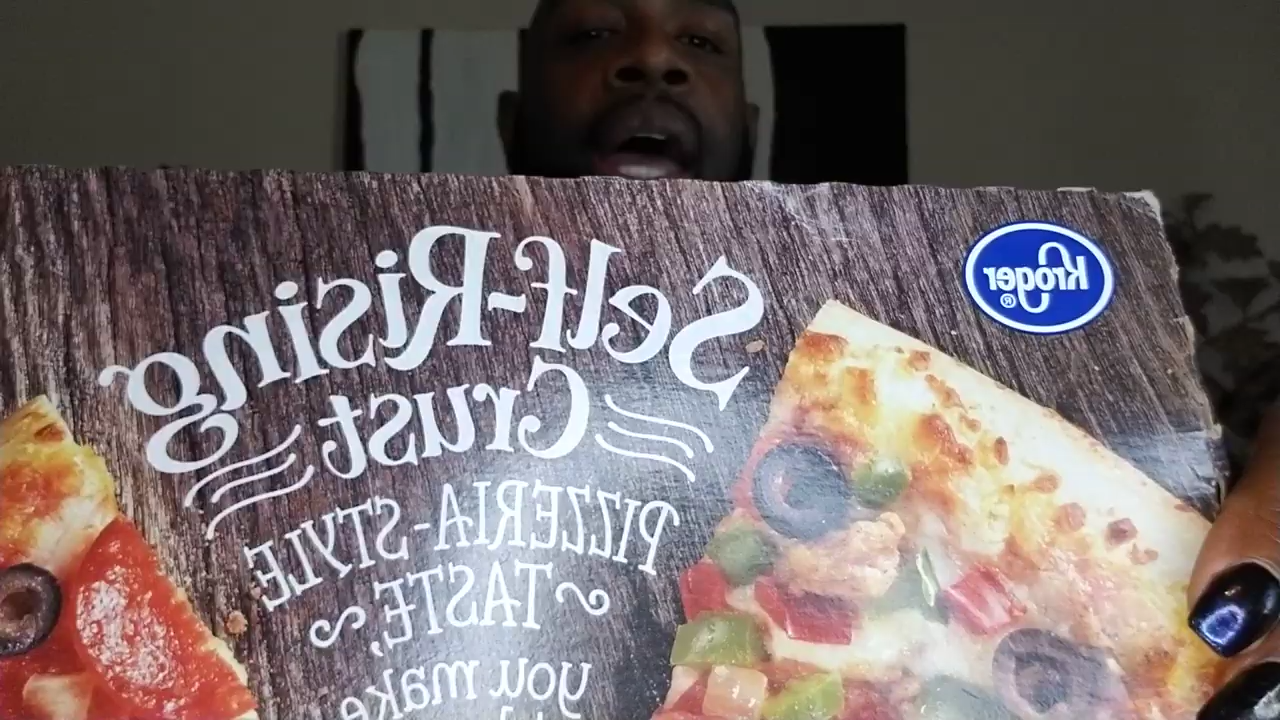 Kroger®
Self-Rising
Crust
PIZZERIA-STYLE
TASTE,
you make